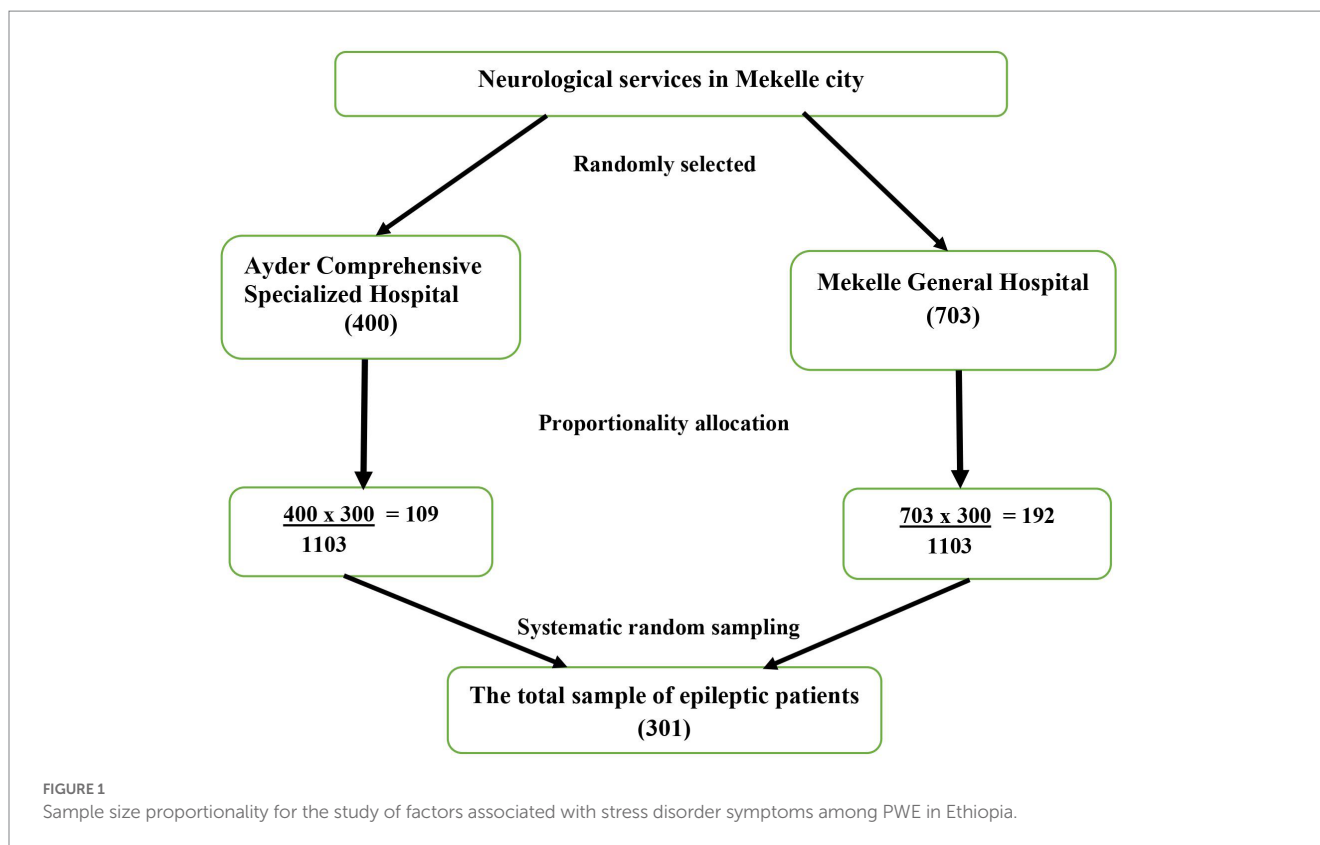 Neurological services in Mekelle city
Randomly selected
Ayder Comprehensive
Specialized Hospital
(400)
Mekelle General Hospital
(703)
Proportionality allocation
400 x 300 = 109
1103
703 x 300 = 192
1103
Systematic random sampling
The total sample of epileptic patients
(301)
FIGURE 1
Sample size proportionality for the study of factors associated with stress disorder symptoms among PWE in Ethiopia.